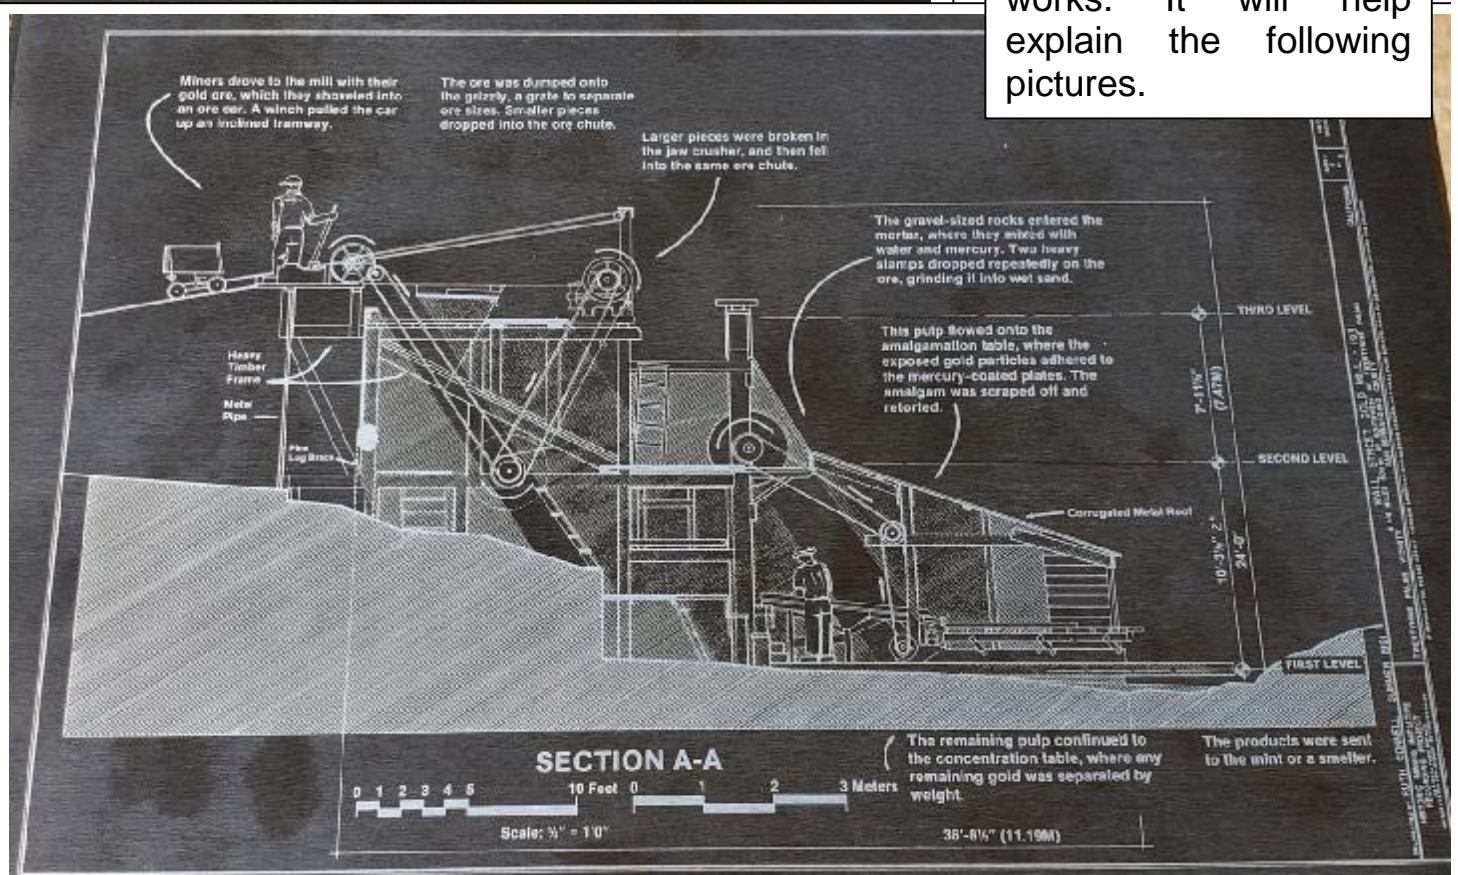 works. It will help
explain the following
pictures.
Miners drove to the mill with their
gold ore, which they shoveled into
an ore car. A winch pulled the car
up an inclined tramway.
The ore was dumped onto
the grizzly, a grate to separate
ore sizes. Smaller pieces
dropped into the ore chute.
Larger pieces were broken in
the jaw crusher, and then fell
into the same ore chute.
The gravel-sized rocks entered the
mortar, where they mixed with
water and mercury. Two heavy
stamps dropped repeatedly on the
ore, grinding it into wet sand.
This pulp flowed onto the
amalgamation table, where the
exposed gold particles adhered to
the mercury-coated plates. The
amalgam was scraped off and
retorted.
Heavy
Timber
Frame
Metal
Pipe
Log Brace
THIRD LEVEL
SECOND LEVEL
Corrugated Metal Roof
24'-0"
FIRST LEVEL
The remaining pulp continued to
the concentration table, where any
remaining gold was separated by
weight.
The products were sent
to the mint or a smelter.
SECTION A-A
0 1 2 3 4 5 10 Feet 0 1 2 3 Meters
Scale: = 1'0"
(11.19M)